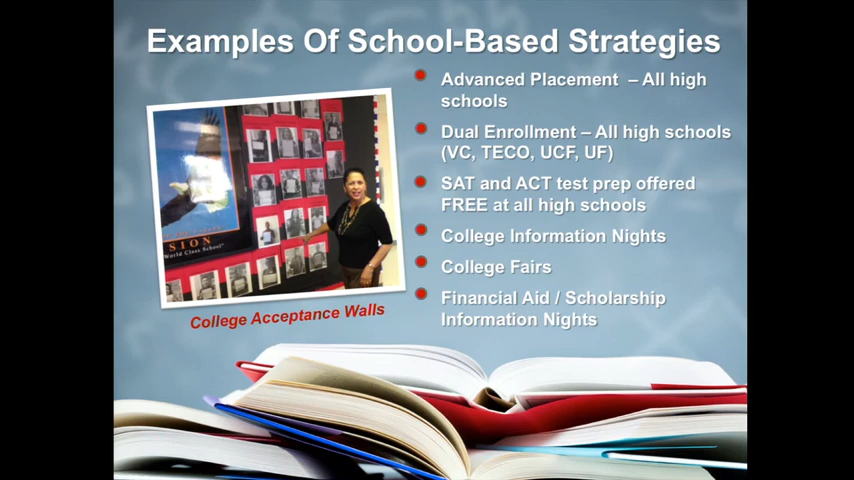 Examples Of School-Based Strategies
Advanced Placement – All high
schools
Dual Enrollment – All high schools
(VC, TECO, UCF, UF)
SAT and ACT test prep offered
FREE at all high schools
College Information Nights
College Fairs
Financial Aid / Scholarship
Information Nights
SION
World Class School"
College Acceptance Walls